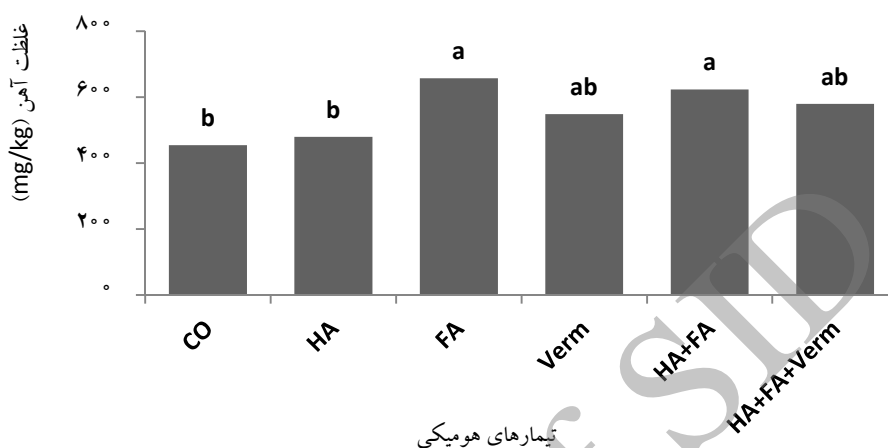 غلظت آهن (mg/kg)
۸۰۰
۶۰۰
۴۰۰
۲۰۰
۰
b
b
a
ab
a
ab
CO
HA
FA
Verm
HA+FA
HA+FA+Verm
تیمارهای هومیکی
f SID